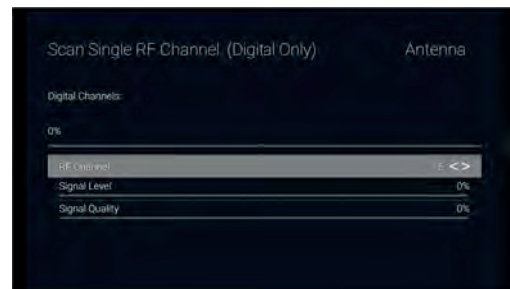 Scan Single RF Channel (Digital Only) Antenna
Digital Channels:
0%
RF Channel <>
Signal Level 0%
Signal Quality 0%